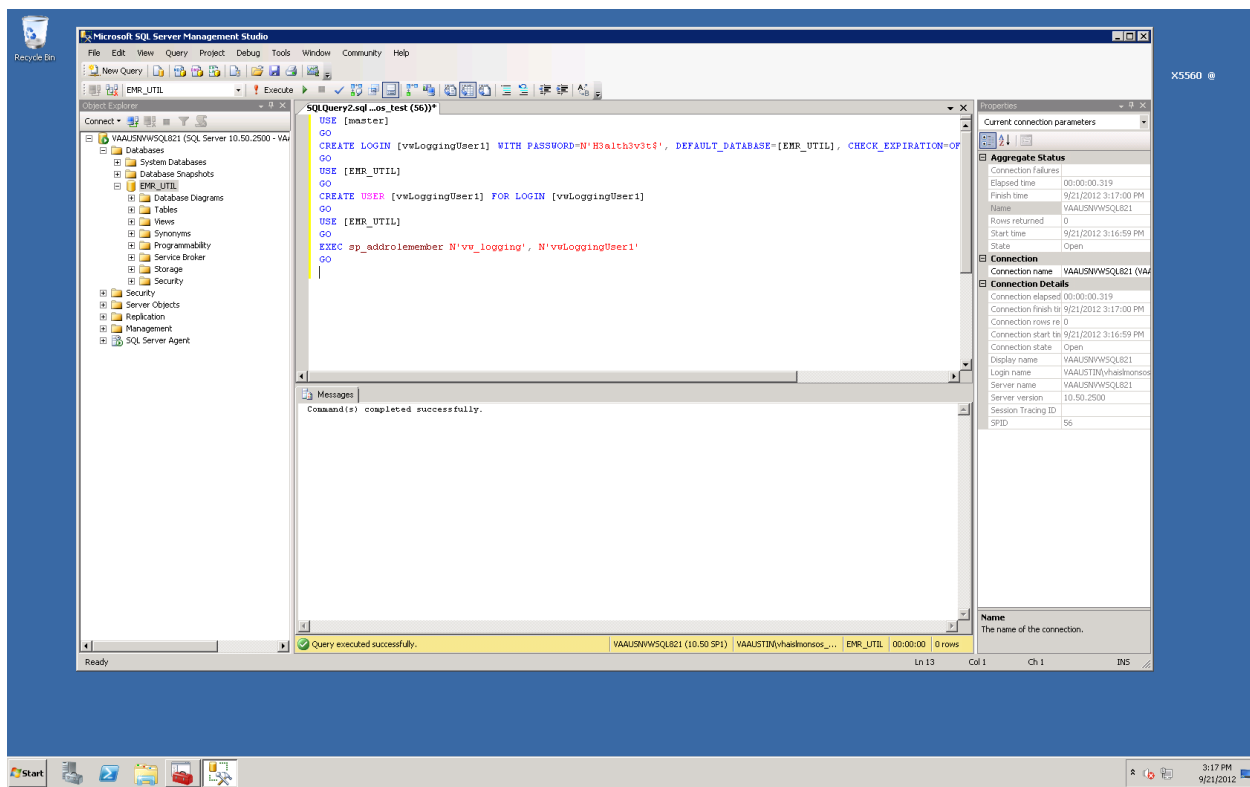 Recycle Bin
Microsoft SQL Server Management Studio
File Edit View Query Project Debug Tools Window Community Help
New Query
EMR_UTIL
Execute
X5560 @
Object Explorer
Connect
VAAUSNVWSQL821 (SQL Server 10.50.2500 - VAA
Databases
System Databases
Database Snapshots
EMR_UTIL
Database Diagrams
Tables
Views
Synonyms
Programmability
Service Broker
Storage
Security
Security
Server Objects
Replication
Management
SQL Server Agent
SQLQuery2.sql ...os_test (56))*
USE [master]
GO
CREATE LOGIN [vwLoggingUser1] WITH PASSWORD=N'H3alth3v3t$', DEFAULT_DATABASE=[EMR_UTIL], CHECK_EXPIRATION=OF
GO
USE [EMR_UTIL]
GO
CREATE USER [vwLoggingUser1] FOR LOGIN [vwLoggingUser1]
GO
USE [EMR_UTIL]
GO
EXEC sp_addrolemember N'vw_logging', N'vwLoggingUser1'
GO
Messages
Command(s) completed successfully.
Query executed successfully.
VAAUSNVWSQL821 (10.50 SP1) VAAUSTIN\vhaislmonsos_... EMR_UTIL 00:00:00 0 rows
Properties
Current connection parameters
Aggregate Status
Connection failures
Elapsed time 00:00:00.319
Finish time 9/21/2012 3:17:00 PM
Name VAAUSNVWSQL821
Rows returned 0
Start time 9/21/2012 3:16:59 PM
State Open
Connection
Connection name VAAUSNVWSQL821 (VAA
Connection Details
Connection elapsed 00:00:00.319
Connection finish tir 9/21/2012 3:17:00 PM
Connection rows re 0
Connection start tin 9/21/2012 3:16:59 PM
Connection state Open
Display name VAAUSNVWSQL821
Login name VAAUSTIN\vhaislmonsos
Server name VAAUSNVWSQL821
Server version 10.50.2500
Session Tracing ID
SPID 56
Name
The name of the connection.
Ready Ln 13 Col 1 Ch 1 INS
Start
3:17 PM
9/21/2012